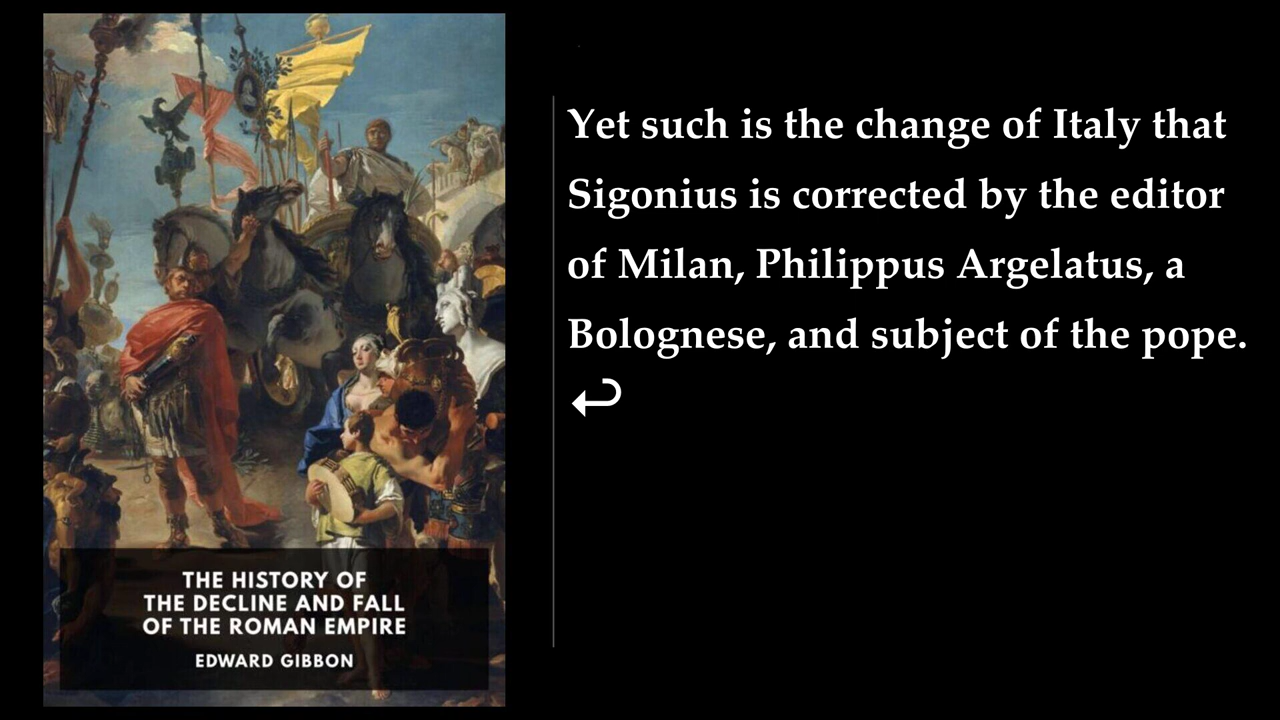 Yet such is the change of Italy that
Sigonius is corrected by the editor
of Milan, Philippus Argelatus, a
Bolognese, and subject of the pope.
↩
THE HISTORY OF
THE DECLINE AND FALL
OF THE ROMAN EMPIRE
EDWARD GIBBON